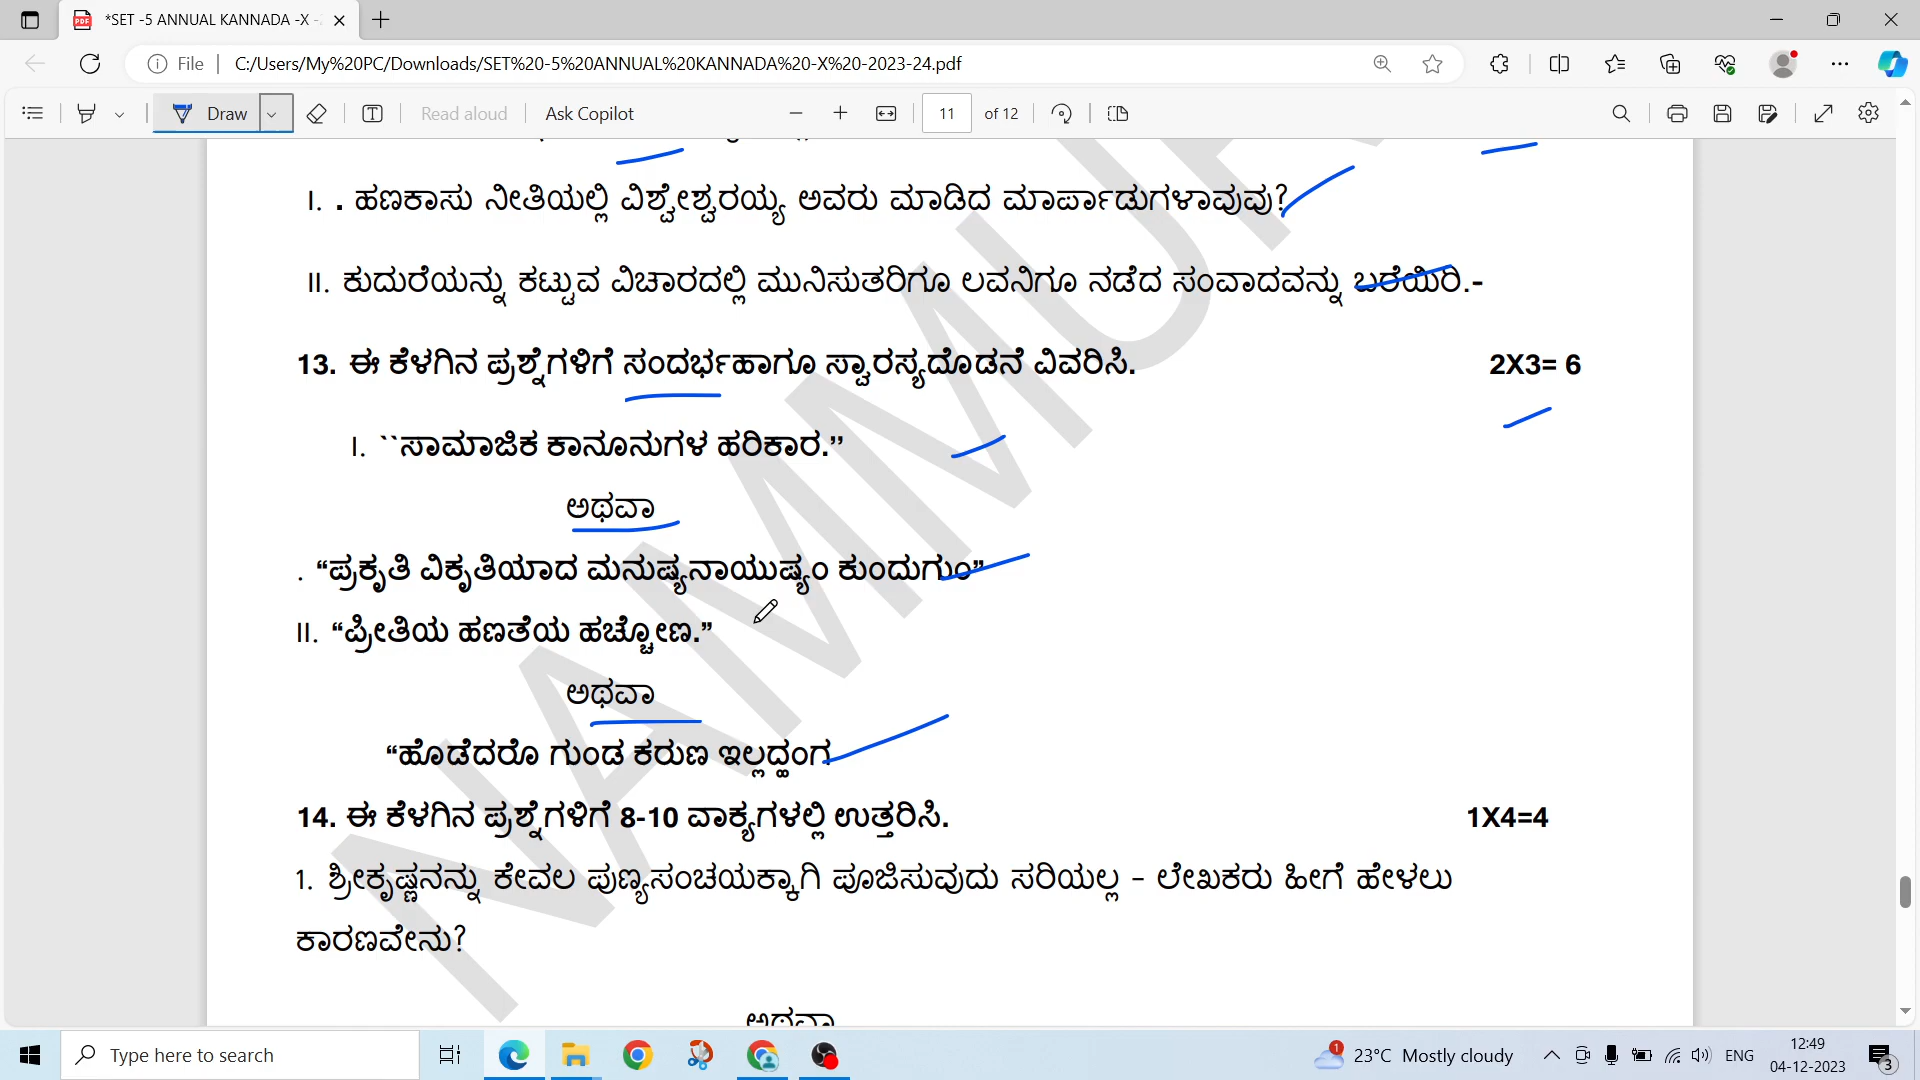 *SET -5 ANNUAL KANNADA -X -2
File
C:/Users/My%20PC/Downloads/SET%20-5%20ANNUAL%20KANNADA%20-X%20-2023-24.pdf
Draw
Read aloud
Ask Copilot
11 of 12
I. . ಹಣಕಾಸು ನೀತಿಯಲ್ಲಿ ವಿಶ್ವೇಶ್ವರಯ್ಯ ಅವರು ಮಾಡಿದ ಮಾರ್ಪಾಡುಗಳಾವುವು?
II. ಕುದುರೆಯನ್ನು ಕಟ್ಟುವ ವಿಚಾರದಲ್ಲಿ ಮುನಿಸುತರಿಗೂ ಲವನಿಗೂ ನಡೆದ ಸಂವಾದವನ್ನು ಬರೆಯಿರಿ.-
13. ಈ ಕೆಳಗಿನ ಪ್ರಶ್ನೆಗಳಿಗೆ ಸಂದರ್ಭಹಾಗೂ ಸ್ವಾರಸ್ಯದೊಡನೆ ವಿವರಿಸಿ. 2X3= 6
I. ``ಸಾಮಾಜಿಕ ಕಾನೂನುಗಳ ಹರಿಕಾರ.”
ಅಥವಾ
. “ಪ್ರಕೃತಿ ವಿಕೃತಿಯಾದ ಮನುಷ್ಯನಾಯುಷ್ಯಂ ಕುಂದುಗುಂ”
II. “ಪ್ರೀತಿಯ ಹಣತೆಯ ಹಚ್ಚೋಣ.”
ಅಥವಾ
“ಹೊಡೆದರೊ ಗುಂಡ ಕರುಣ ಇಲ್ಲದ್ಹಂಗ
14. ಈ ಕೆಳಗಿನ ಪ್ರಶ್ನೆಗಳಿಗೆ 8-10 ವಾಕ್ಯಗಳಲ್ಲಿ ಉತ್ತರಿಸಿ. 1X4=4
1. ಶ್ರೀಕೃಷ್ಣನನ್ನು ಕೇವಲ ಪುಣ್ಯಸಂಚಯಕ್ಕಾಗಿ ಪೂಜಿಸುವುದು ಸರಿಯಲ್ಲ – ಲೇಖಕರು ಹೀಗೆ ಹೇಳಲು
ಕಾರಣವೇನು?
ಅಥವಾ
Type here to search
23°C Mostly cloudy
ENG
12:49
04-12-2023
3